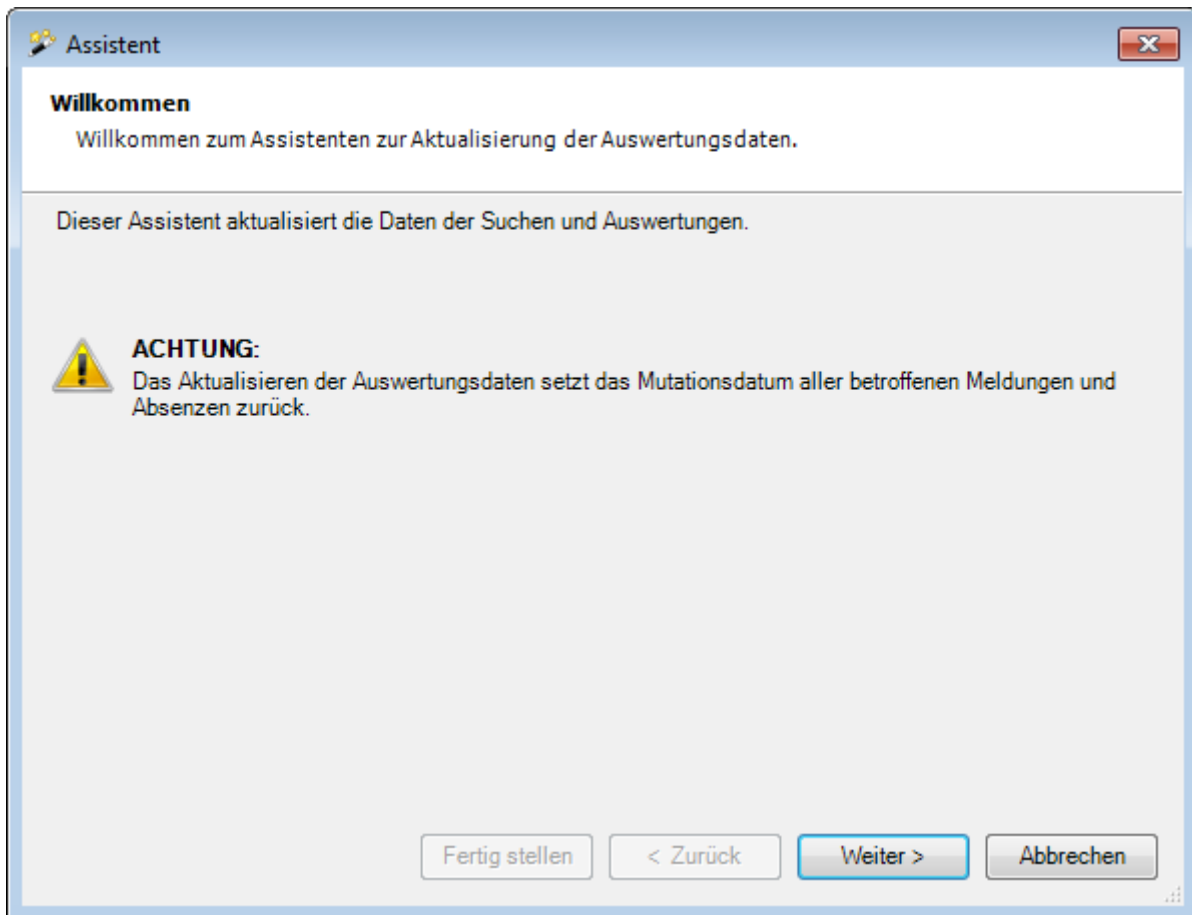 Assistent
Willkommen
Willkommen zum Assistenten zur Aktualisierung der Auswertungsdaten.
Dieser Assistent aktualisiert die Daten der Suchen und Auswertungen.
ACHTUNG:
Das Aktualisieren der Auswertungsdaten setzt das Mutationsdatum aller betroffenen Meldungen und
Absenzen zurück.
Fertig stellen < Zurück Weiter > Abbrechen